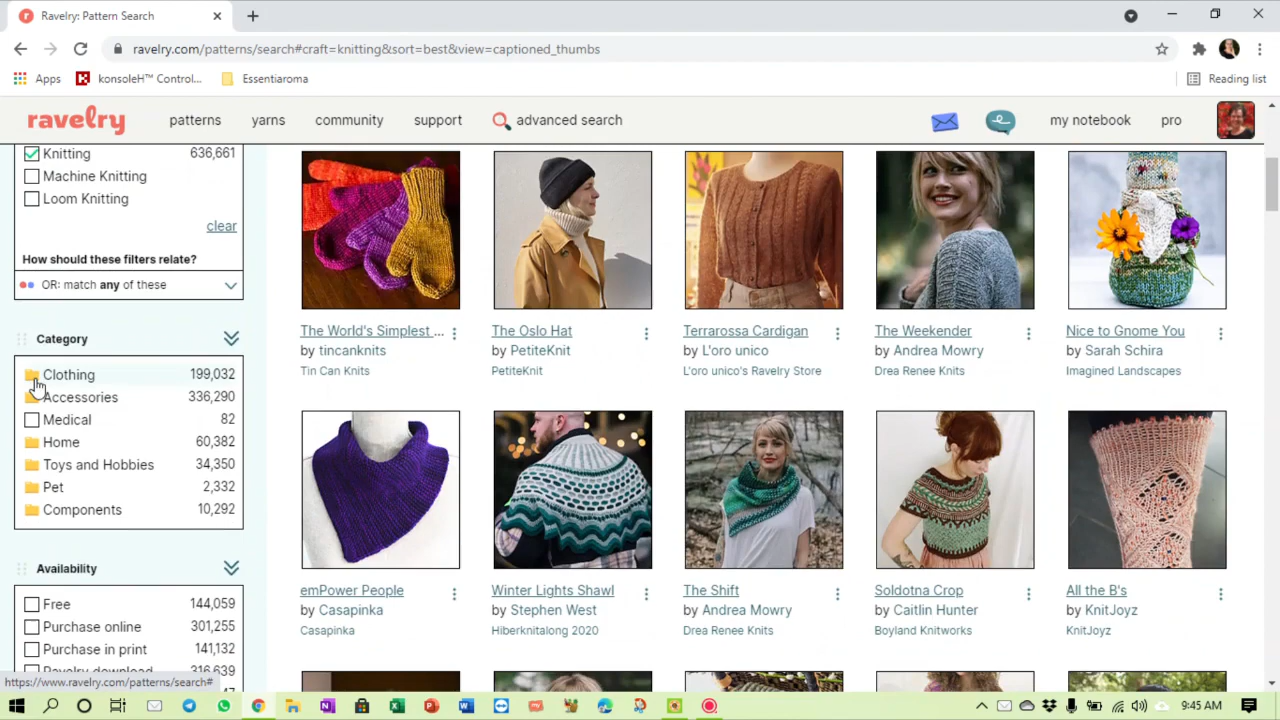 Ravelry: Pattern Search
ravelry.com/patterns/search#craft=knitting&sort=best&view=captioned_thumbs
Apps
konsoleH™ Control...
Essentiaroma
Reading list
ravelry
patterns
yarns
community
support
advanced search
my notebook
pro
Knitting 636,661
Machine Knitting
Loom Knitting
clear
How should these filters relate?
OR: match any of these
Category
Clothing 199,032
Accessories 336,290
Medical 82
Home 60,382
Toys and Hobbies 34,350
Pet 2,332
Components 10,292
Availability
Free 144,059
Purchase online 301,255
Purchase in print 141,132
Ravelry download 316,639
https://www.ravelry.com/patterns/search#
The World's Simplest ...
by tincanknits
Tin Can Knits
The Oslo Hat
by PetiteKnit
PetiteKnit
Terrarossa Cardigan
by L'oro unico
L'oro unico's Ravelry Store
The Weekender
by Andrea Mowry
Drea Renee Knits
Nice to Gnome You
by Sarah Schira
Imagined Landscapes
emPower People
by Casapinka
Casapinka
Winter Lights Shawl
by Stephen West
Hiberknitalong 2020
The Shift
by Andrea Mowry
Drea Renee Knits
Soldotna Crop
by Caitlin Hunter
Boyland Knitworks
All the B's
by KnitJoyz
KnitJoyz
9:45 AM